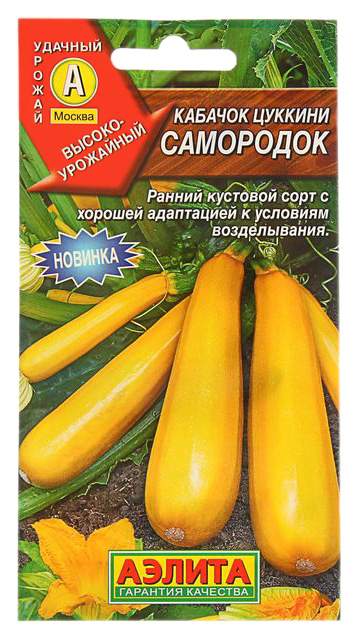 УДАЧНЫЙ
УРОЖАЙ
А
Москва
ВЫСОКО-
УРОЖАЙНЫЙ
КАБАЧОК ЦУККИНИ
САМОРОДОК
Ранний кустовой сорт с
хорошей адаптацией к условиям
возделывания.
НОВИНКА
АЭЛИТА
ГАРАНТИЯ КАЧЕСТВА